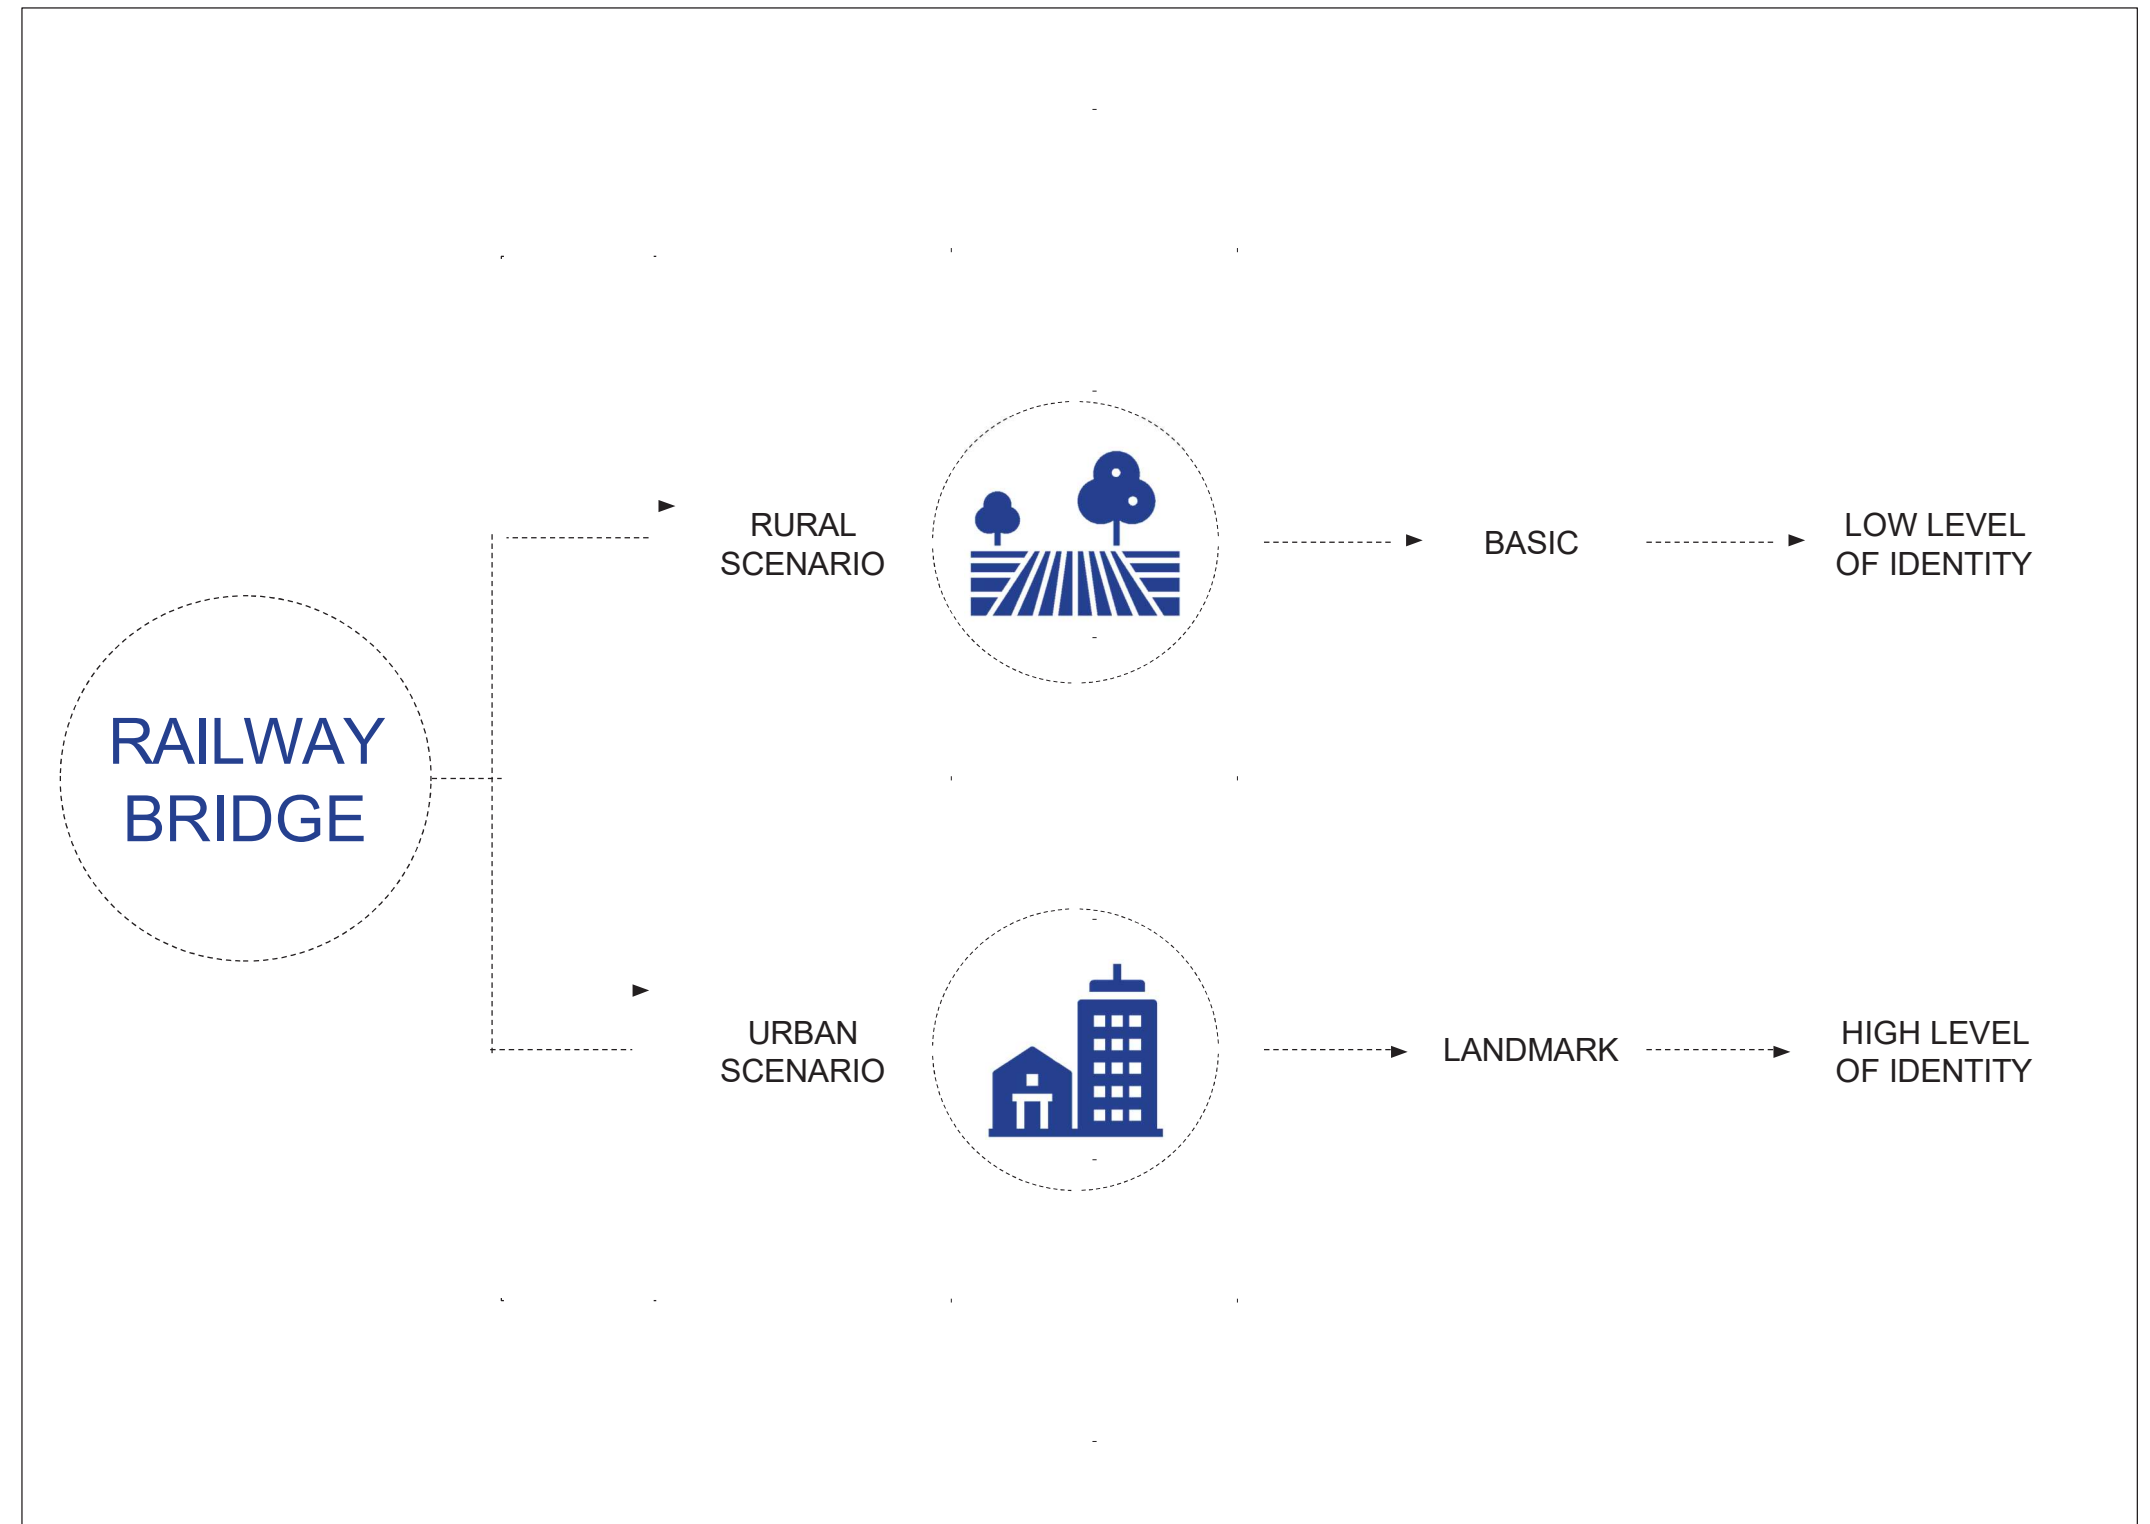 RAILWAY
BRIDGE
RURAL
SCENARIO
BASIC
LOW LEVEL
OF IDENTITY
URBAN
SCENARIO
LANDMARK
HIGH LEVEL
OF IDENTITY